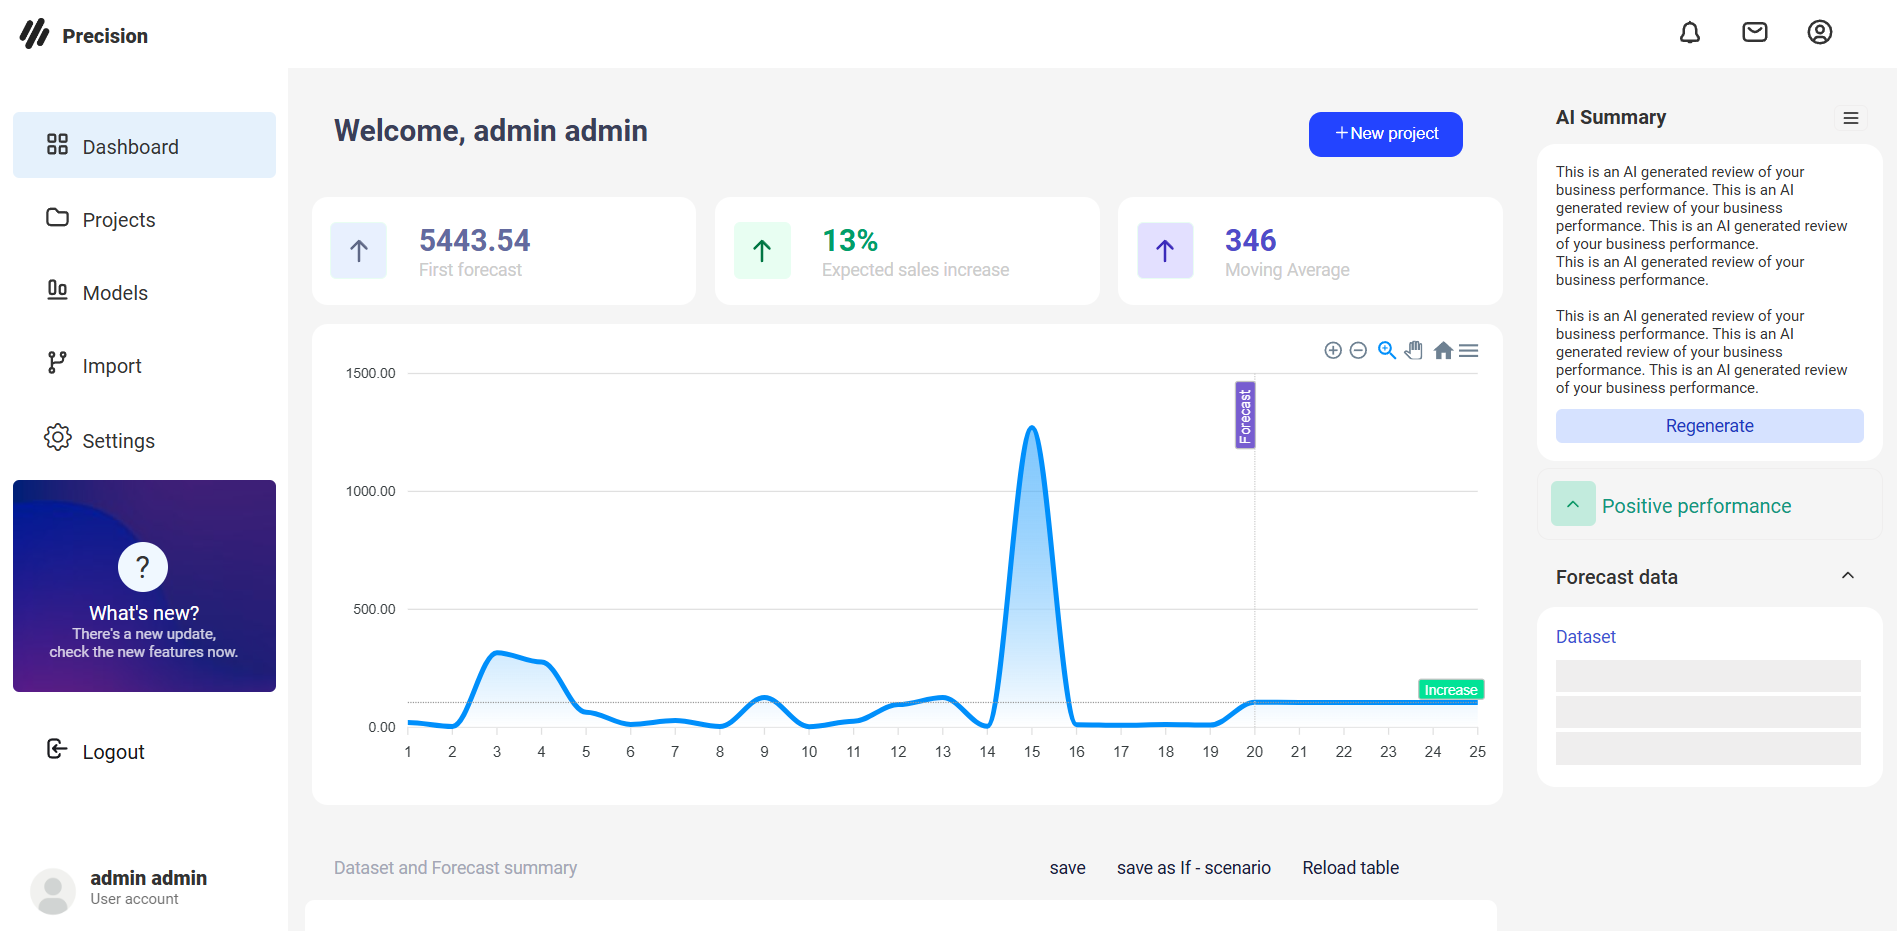 Precision
Dashboard
Projects
Models
Import
Settings
?
What's new?
There's a new update,
check the new features now.
Logout
admin admin
User account
Welcome, admin admin
+New project
5443.54
First forecast
13%
Expected sales increase
346
Moving Average
1500.00
1000.00
500.00
0.00
Forecast
Increase
1 2 3 4 5 6 7 8 9 10 11 12 13 14 15 16 17 18 19 20 21 22 23 24 25
Dataset and Forecast summary
save save as If - scenario Reload table
AI Summary
This is an AI generated review of your
business performance. This is an AI
generated review of your business
performance. This is an AI generated review
of your business performance.
This is an AI generated review of your
business performance.
This is an AI generated review of your
business performance. This is an AI
generated review of your business
performance. This is an AI generated review
of your business performance.
Regenerate
Positive performance
Forecast data
Dataset